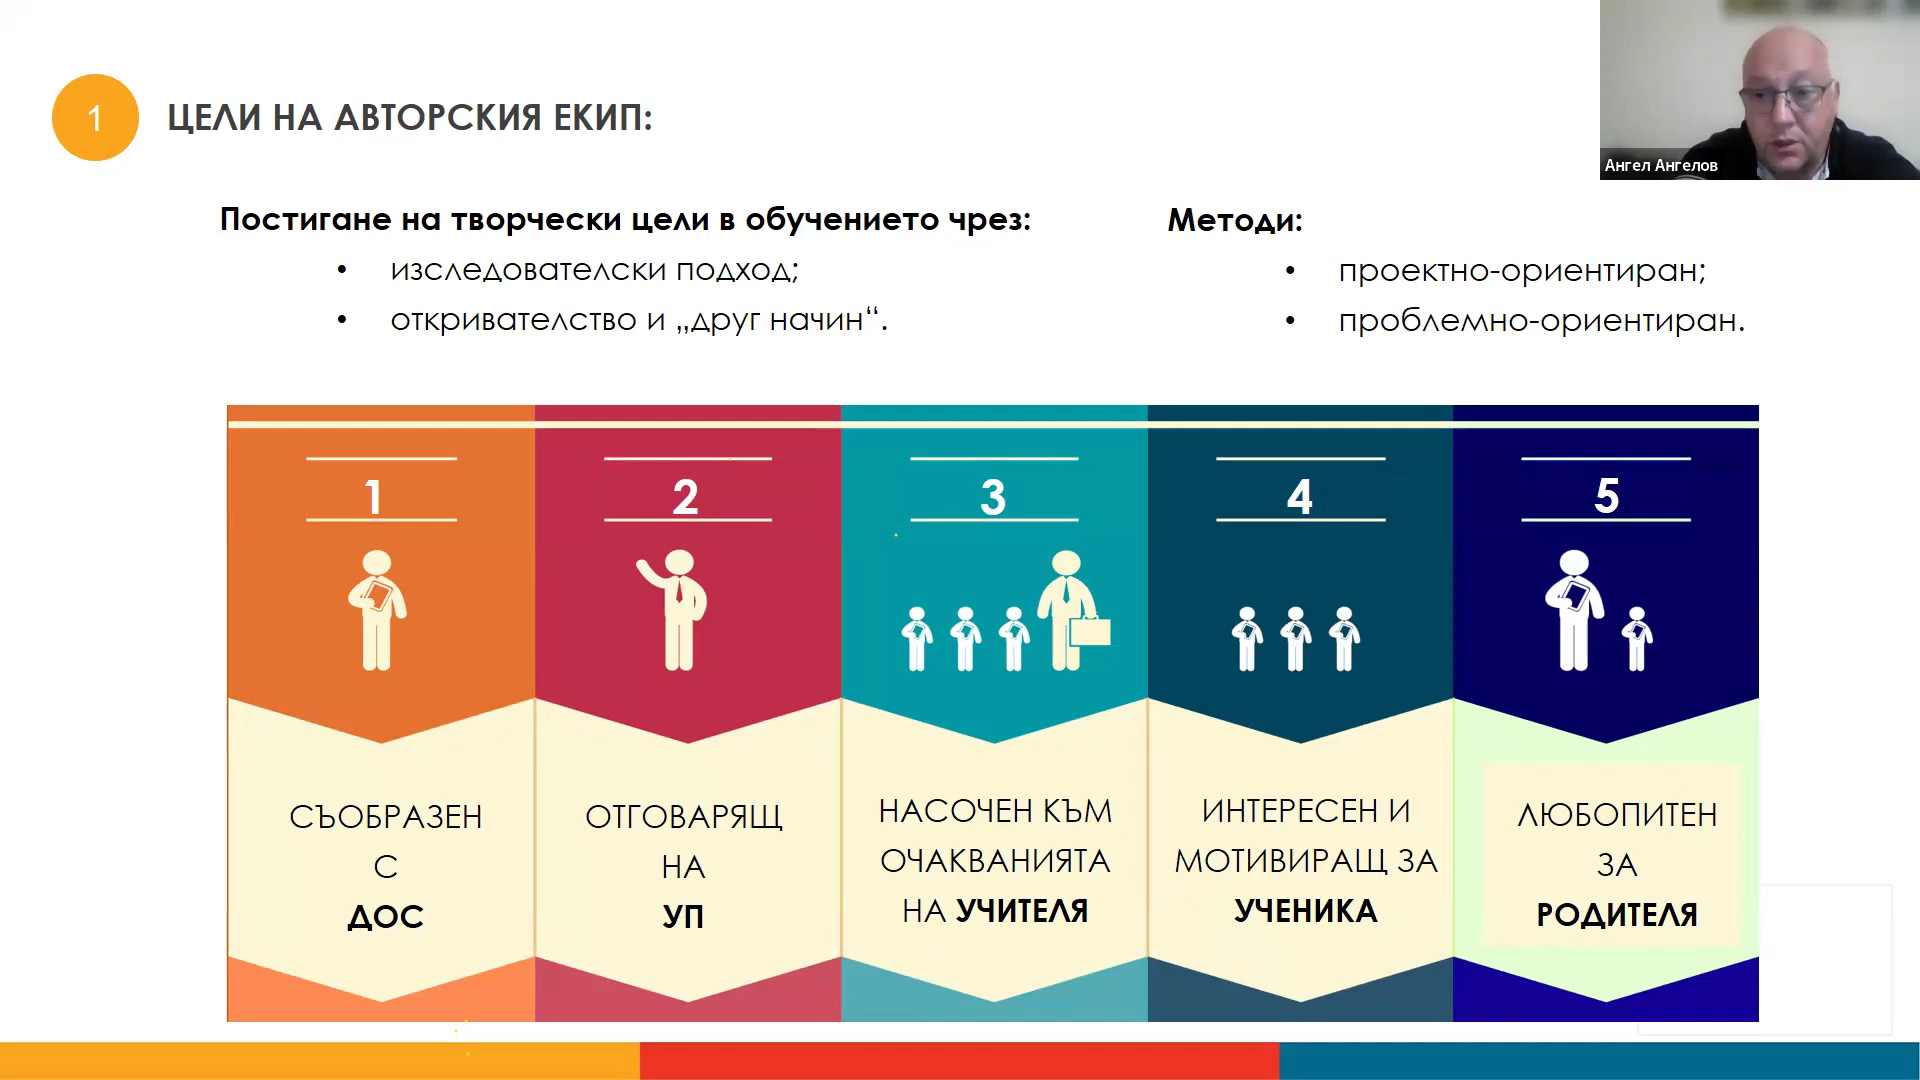 1
ЦЕЛИ НА АВТОРСКИЯ ЕКИП:
Ангел Ангелов
Постигане на творчески цели в обучението чрез:
• изследователски подход;
• откривателство и „друг начин“.
Методи:
• проектно-ориентиран;
• проблемно-ориентиран.
1
СЪОБРАЗЕН
С
ДОС
2
ОТГОВАРЯЩ
НА
УП
3
НАСОЧЕН КЪМ
ОЧАКВАНИЯТА
НА УЧИТЕЛЯ
4
ИНТЕРЕСЕН И
МОТИВИРАЩ ЗА
УЧЕНИКА
5
ЛЮБОПИТЕН
ЗА
РОДИТЕЛЯ